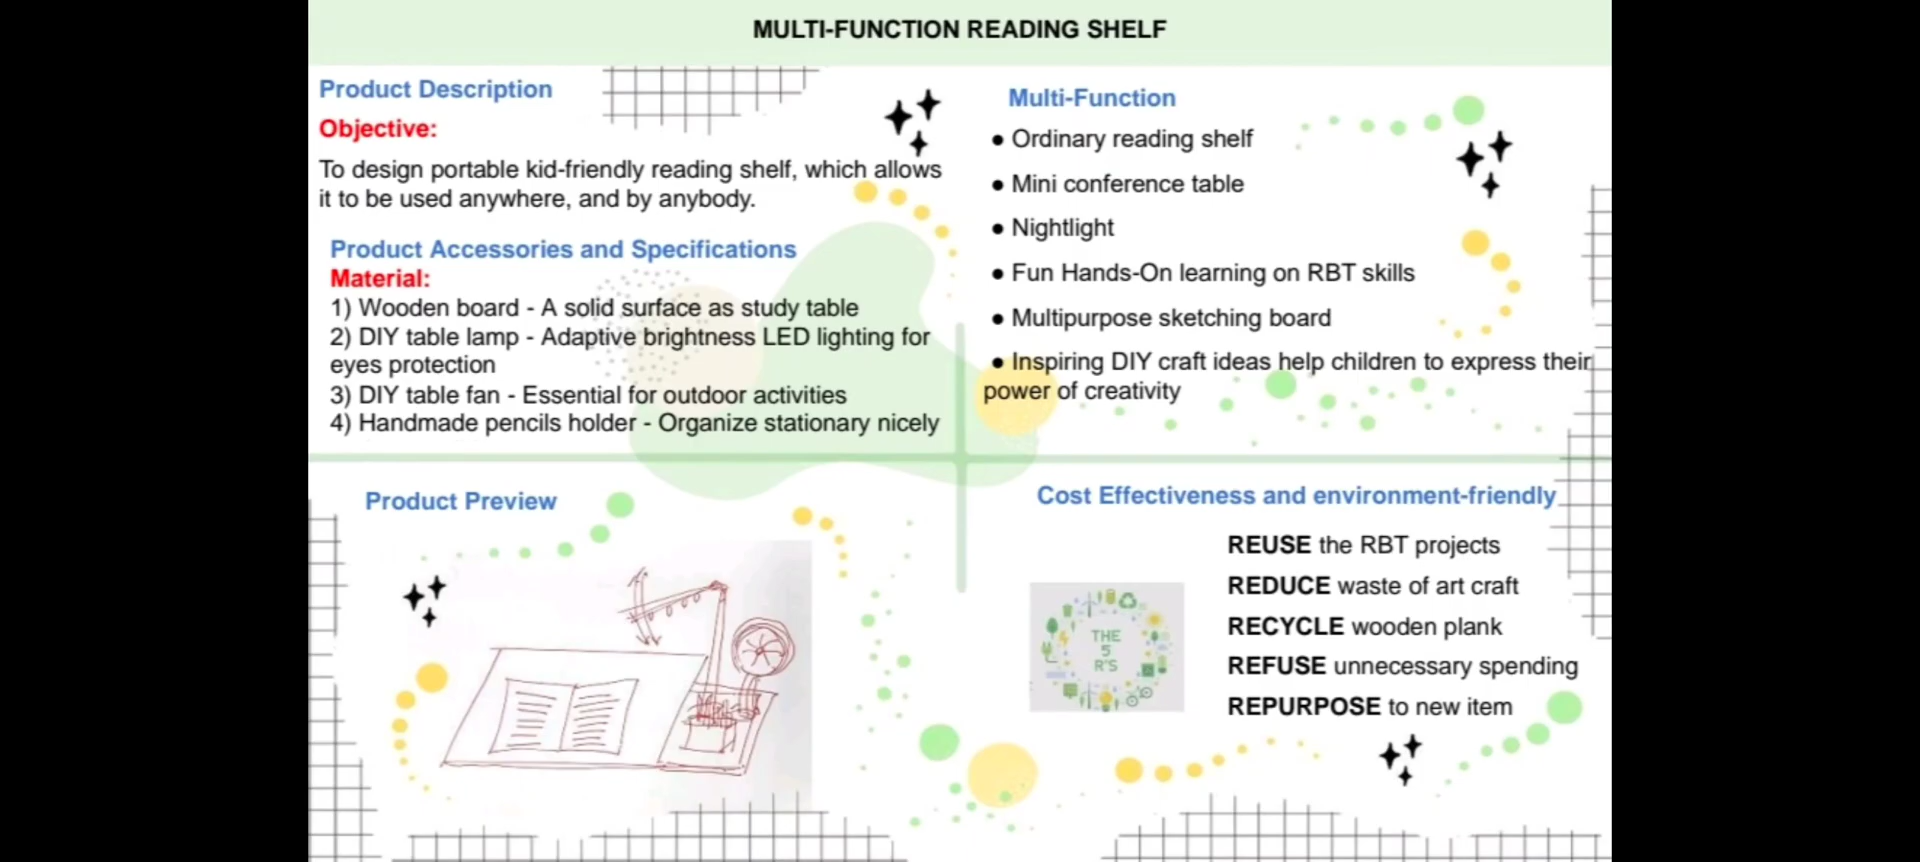 MULTI-FUNCTION READING SHELF
Product Description
Objective:
To design portable kid-friendly reading shelf, which allows
it to be used anywhere, and by anybody.
Product Accessories and Specifications
Material:
1) Wooden board - A solid surface as study table
2) DIY table lamp - Adaptive brightness LED lighting for
eyes protection
3) DIY table fan - Essential for outdoor activities
4) Handmade pencils holder - Organize stationary nicely
Multi-Function
● Ordinary reading shelf
● Mini conference table
● Nightlight
● Fun Hands-On learning on RBT skills
● Multipurpose sketching board
● Inspiring DIY craft ideas help children to express their
power of creativity
Product Preview
Cost Effectiveness and environment-friendly
THE
5
R'S
REUSE the RBT projects
REDUCE waste of art craft
RECYCLE wooden plank
REFUSE unnecessary spending
REPURPOSE to new item